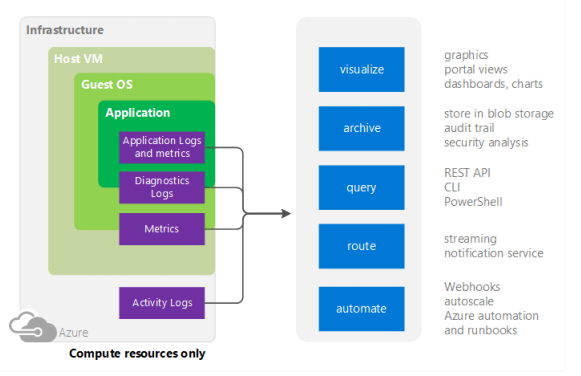 Infrastructure
Host VM
Guest OS
Application
Application Logs
and metrics
Diagnostics
Logs
Metrics
Activity Logs
Azure
Compute resources only
visualize
graphics
portal views
dashboards, charts
archive
store in blob storage
audit trail
security analysis
query
REST API
CLI
PowerShell
route
streaming
notification service
automate
Webhooks
autoscale
Azure automation
and runbooks